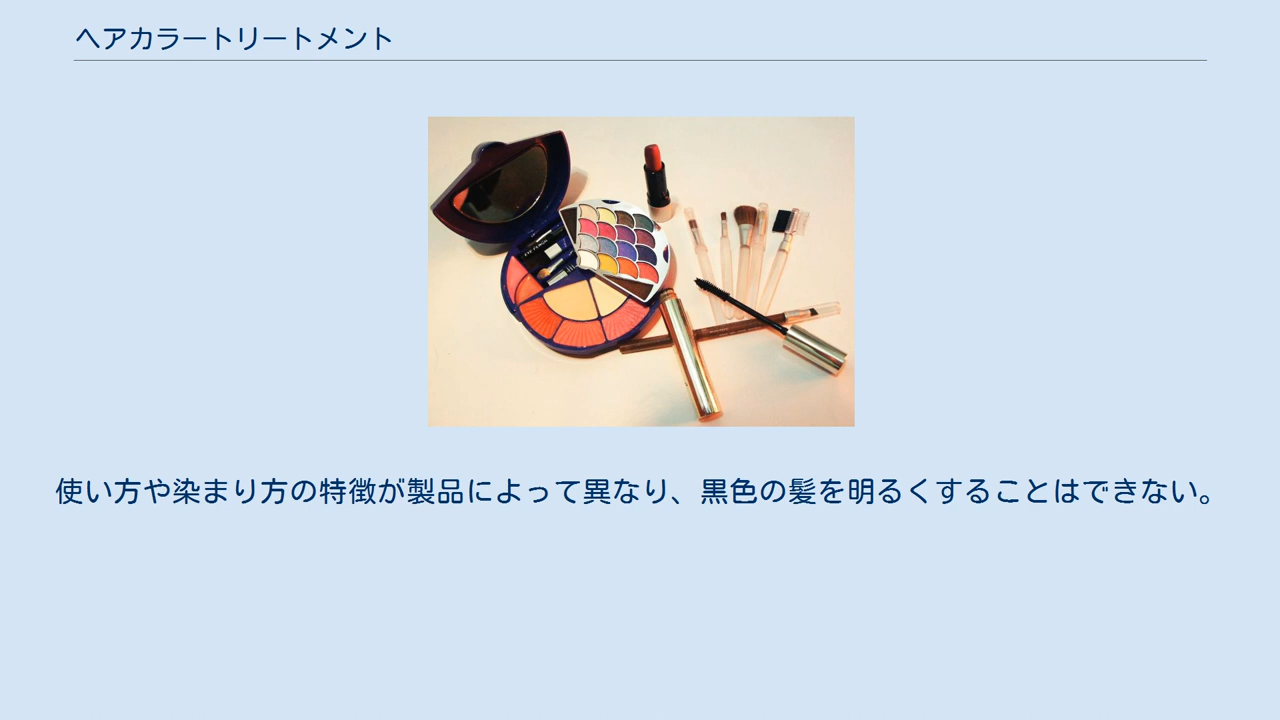 ヘアカラートリートメント
EYE PENCIL
使い方や染まり方の特徴が製品によって異なり、黒色の髪を明るくすることはできない。